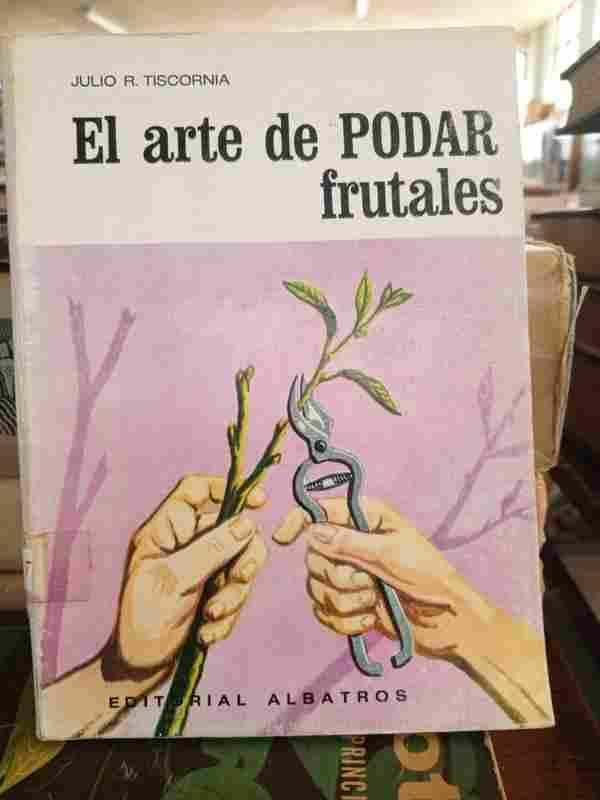 JULIO R. TISCORNIA
El arte de PODAR
frutales
EDITORIAL ALBATROS